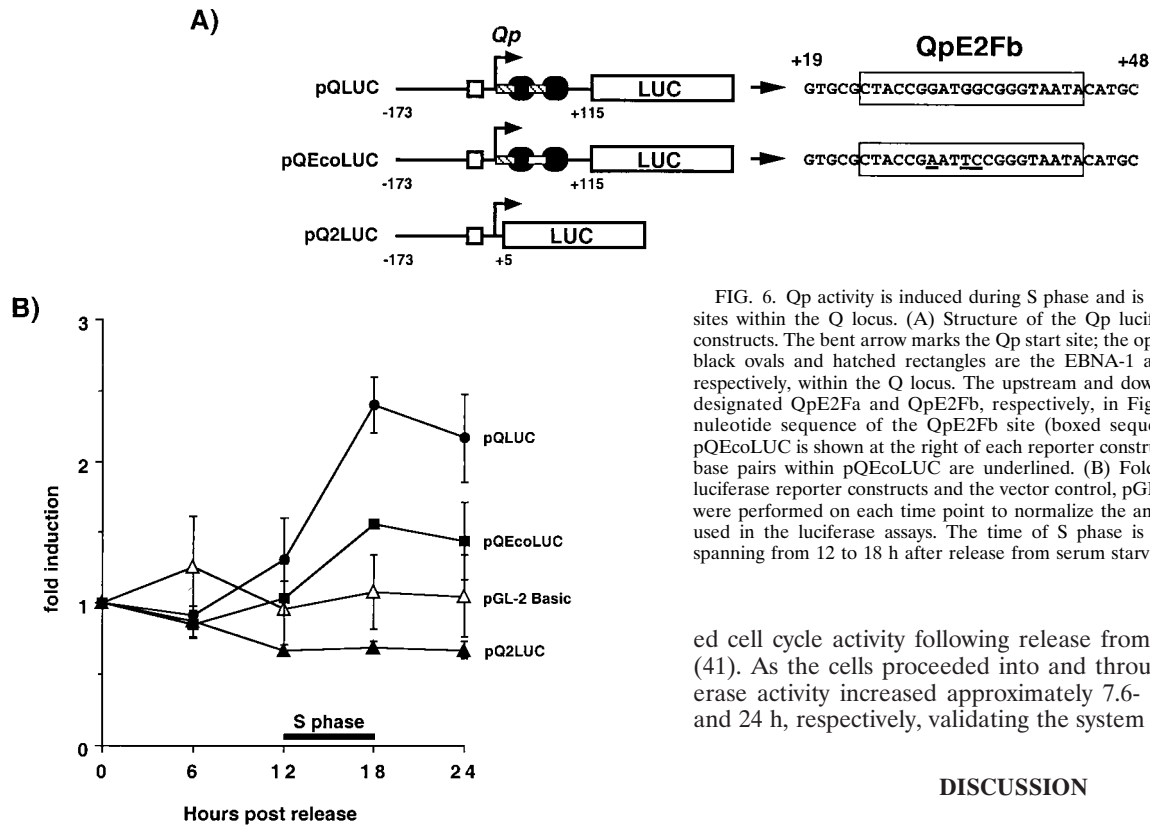 A)
Qp
QpE2Fb
+19 +48
pQLUC LUC GTGCGCTACCGGATGGCGGGTAATACATGC
-173 +115
pQEcoLUC LUC GTGCGCTACCGAATTCCGGGTAATACATGC
-173 +115
pQ2LUC LUC
-173 +5
B)
3
2
1
0
fold induction
pQLUC
pQEcoLUC
pGL-2 Basic
pQ2LUC
S phase
0 6 12 18 24
Hours post release
FIG. 6. Qp activity is induced during S phase and is
sites within the Q locus. (A) Structure of the Qp lucif
constructs. The bent arrow marks the Qp start site; the op
black ovals and hatched rectangles are the EBNA-1 a
respectively, within the Q locus. The upstream and dow
designated QpE2Fa and QpE2Fb, respectively, in Fig
nuleotide sequence of the QpE2Fb site (boxed sequ
pQEcoLUC is shown at the right of each reporter constru
base pairs within pQEcoLUC are underlined. (B) Fold
luciferase reporter constructs and the vector control, pGI
were performed on each time point to normalize the an
used in the luciferase assays. The time of S phase is
spanning from 12 to 18 h after release from serum starv
ed cell cycle activity following release from
(41). As the cells proceeded into and throu
erase activity increased approximately 7.6-
and 24 h, respectively, validating the system
DISCUSSION